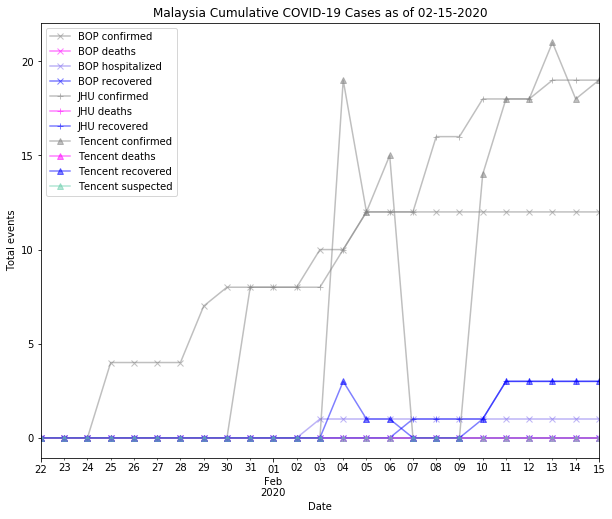 Malaysia Cumulative COVID-19 Cases as of 02-15-2020
BOP confirmed
BOP deaths
BOP hospitalized
BOP recovered
JHU confirmed
JHU deaths
JHU recovered
Tencent confirmed
Tencent deaths
Tencent recovered
Tencent suspected
Total events
20
15
10
5
0
22 23 24 25 26 27 28 29 30 31 01 02 03 04 05 06 07 08 09 10 11 12 13 14 15
Feb
2020
Date